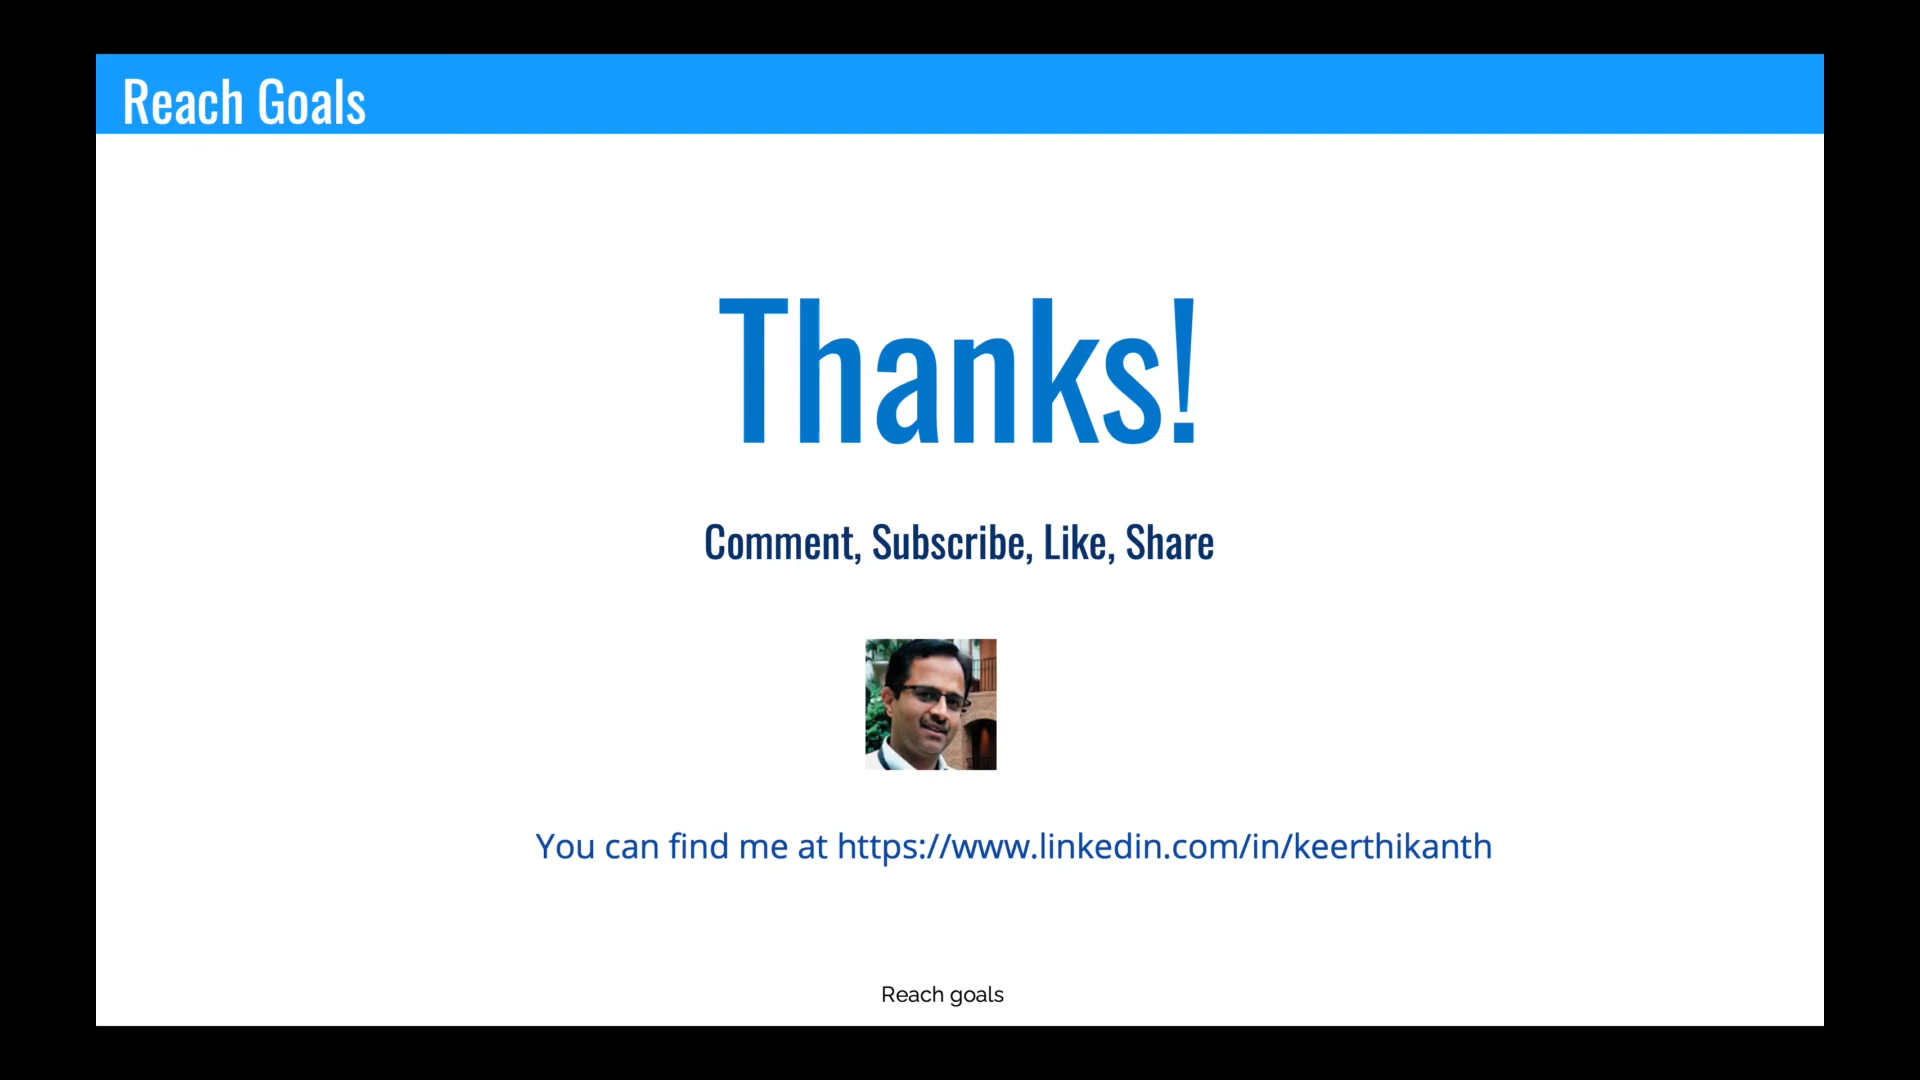 Reach Goals
Thanks!
Comment, Subscribe, Like, Share
You can find me at https://www.linkedin.com/in/keerthikanth
Reach goals